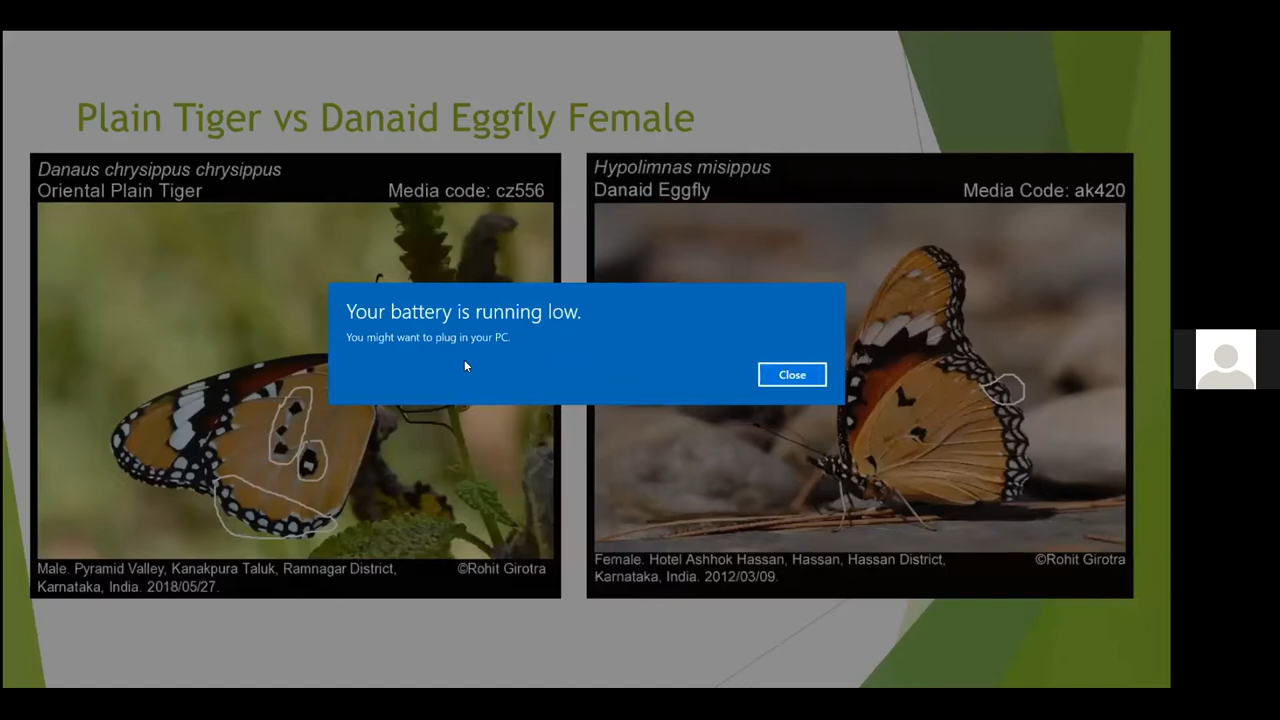 Plain Tiger vs Danaid Eggfly Female
Danaus chrysippus chrysippus
Oriental Plain Tiger Media code: cz556
Hypolimnas misippus
Danaid Eggfly Media Code: ak420
Your battery is running low.
You might want to plug in your PC.
Close
Male. Pyramid Valley, Kanakpura Taluk, Ramnagar District, ©Rohit Girotra
Karnataka, India. 2018/05/27.
Female. Hotel Ashhok Hassan, Hassan, Hassan District, ©Rohit Girotra
Karnataka, India. 2012/03/09.